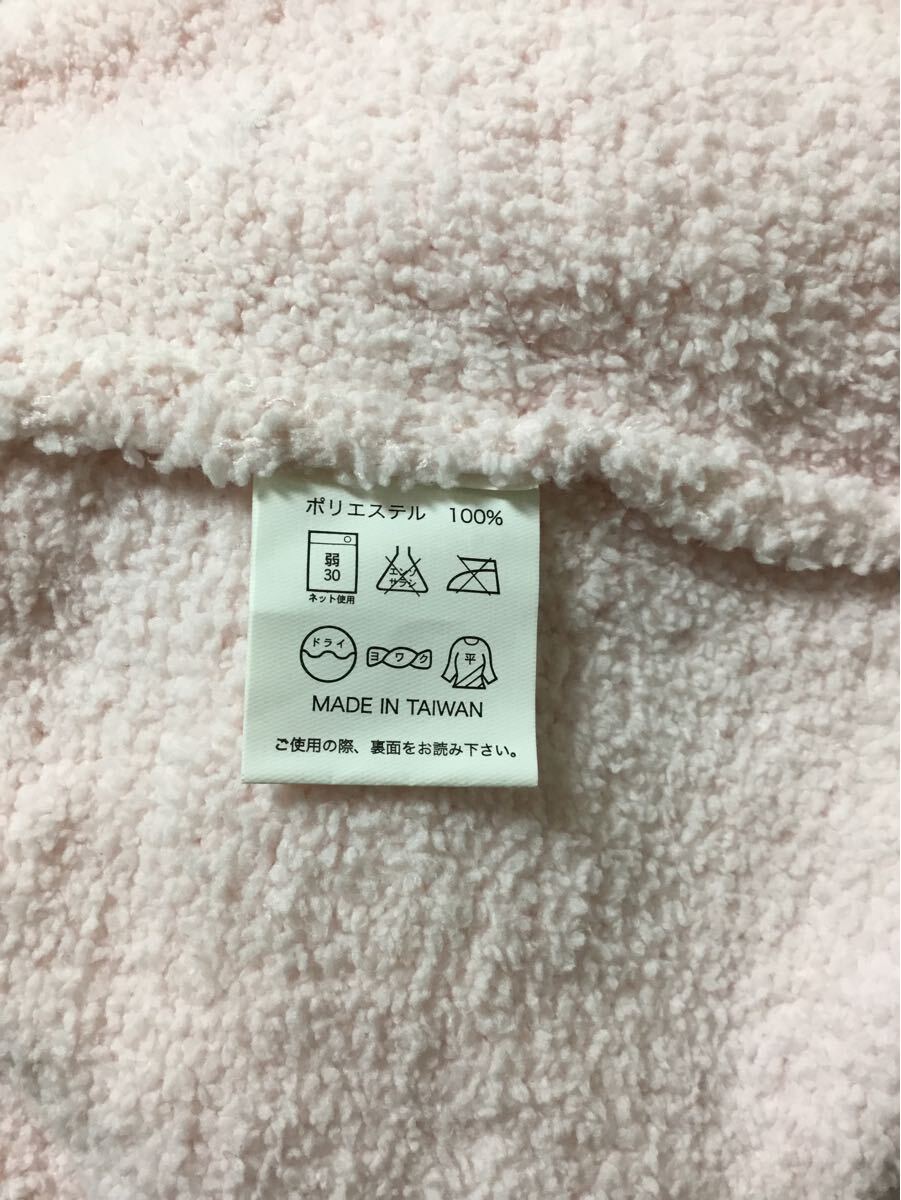 ポリエステル 100%
弱
30
ネット使用
エンソ
サラシ
ドライ
ヨワク
平
MADE IN TAIWAN
ご使用の際、裏面をお読み下さい。